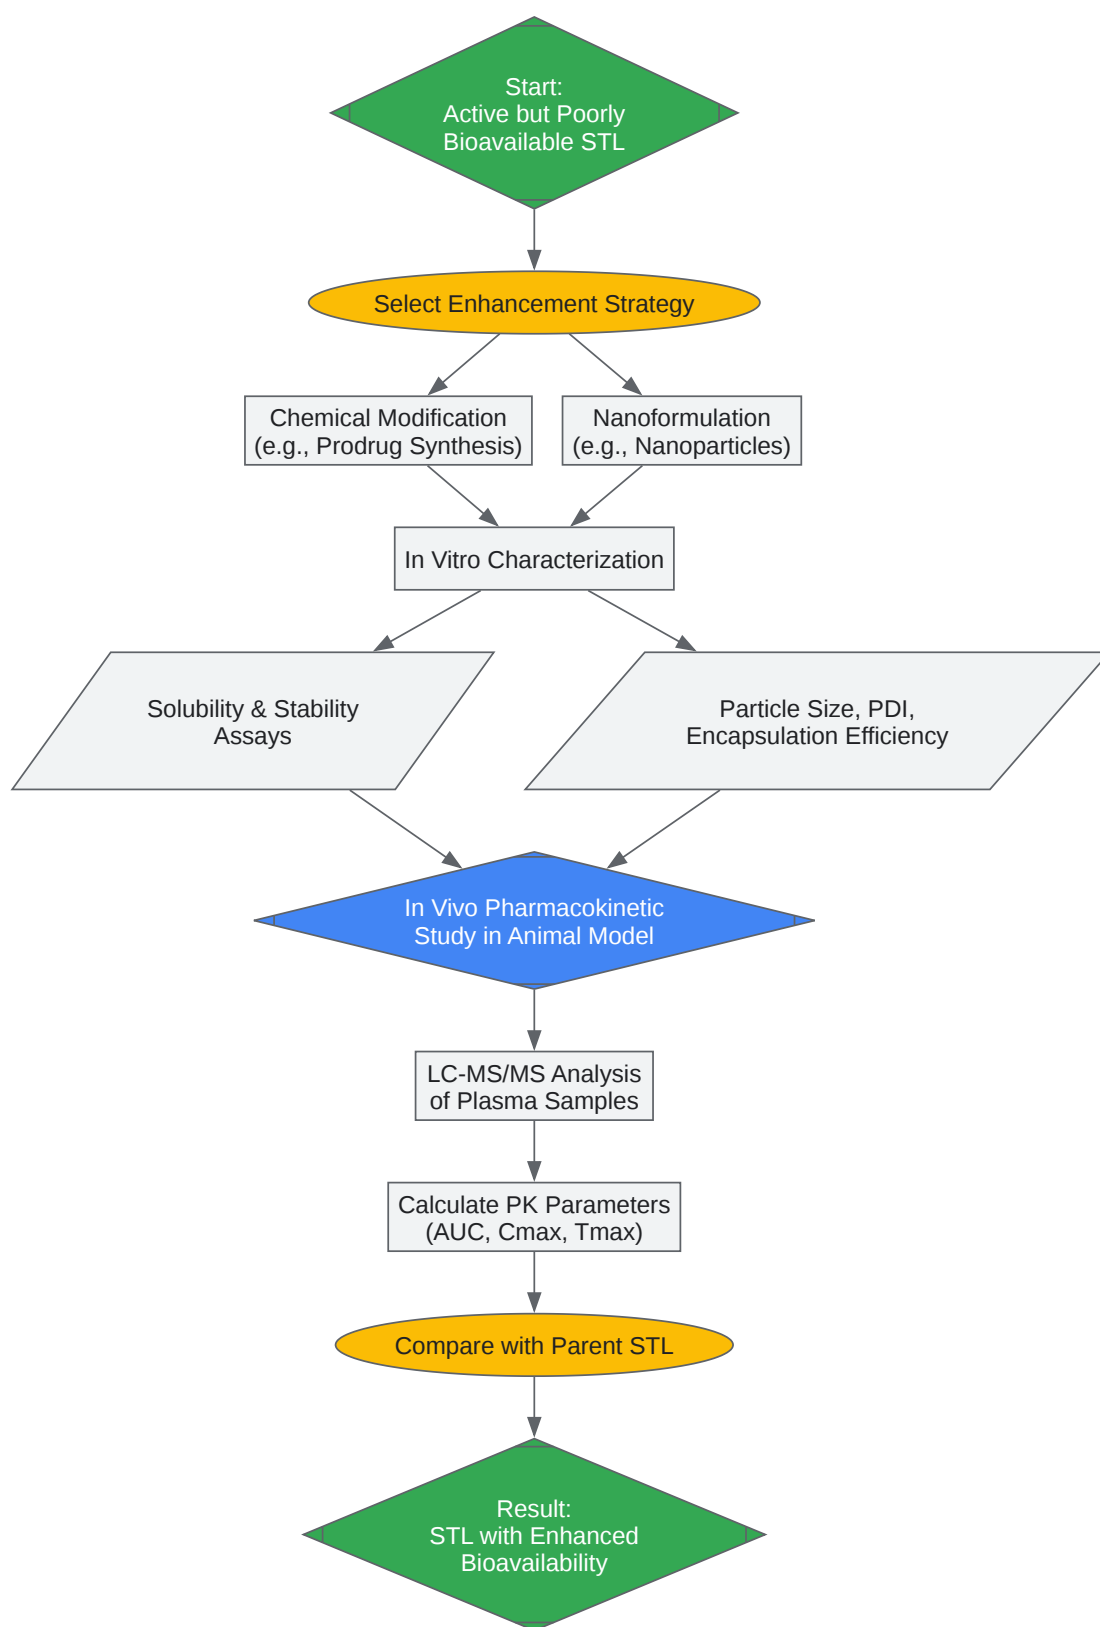 Start:
Active but Poorly
Bioavailable STL
Select Enhancement Strategy
Chemical Modification
(e.g., Prodrug Synthesis)
Nanoformulation
(e.g., Nanoparticles)
In Vitro Characterization
Solubility & Stability
Assays
Particle Size, PDI,
Encapsulation Efficiency
In Vivo Pharmacokinetic
Study in Animal Model
LC-MS/MS Analysis
of Plasma Samples
Calculate PK Parameters
(AUC, Cmax, Tmax)
Compare with Parent STL
Result:
STL with Enhanced
Bioavailability